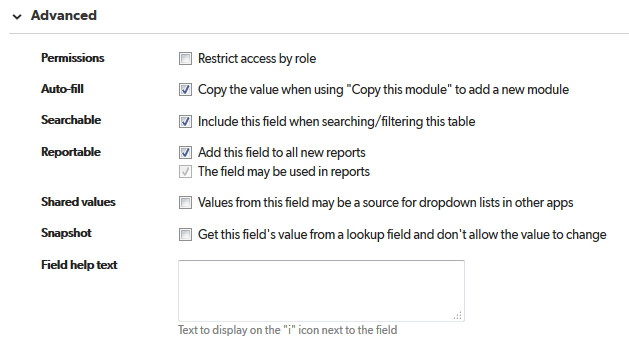 Advanced
Permissions Restrict access by role
Auto-fill Copy the value when using "Copy this module" to add a new module
Searchable Include this field when searching/filtering this table
Reportable Add this field to all new reports
The field may be used in reports
Shared values Values from this field may be a source for dropdown lists in other apps
Snapshot Get this field's value from a lookup field and don't allow the value to change
Field help text
Text to display on the "i" icon next to the field